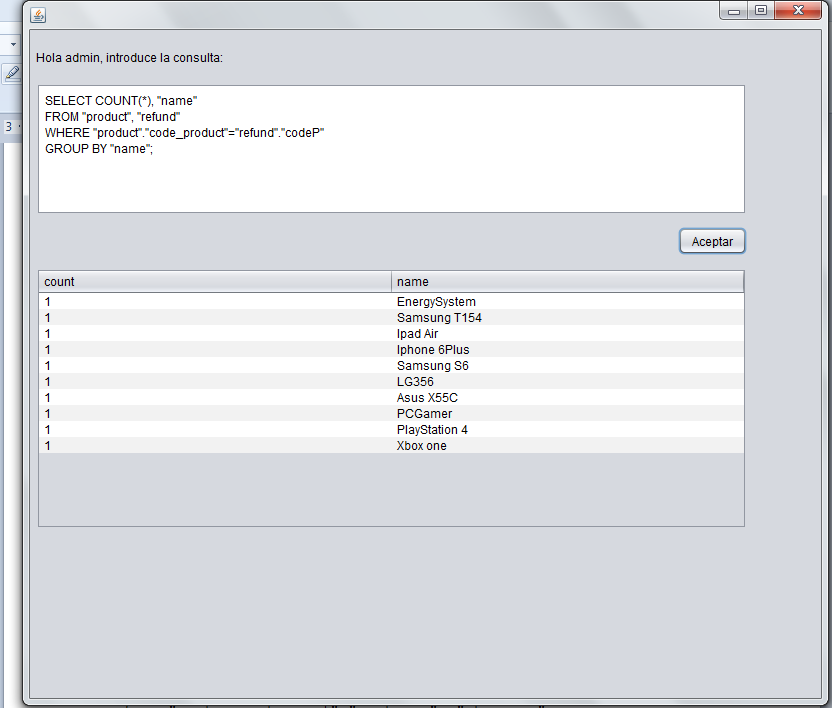 Hola admin, introduce la consulta:
SELECT COUNT(*), "name"
FROM "product", "refund"
WHERE "product"."code_product"="refund"."codeP"
GROUP BY "name";
3
Aceptar
count name
1 EnergySystem
1 Samsung T154
1 Ipad Air
1 Iphone 6Plus
1 Samsung S6
1 LG356
1 Asus X55C
1 PCGamer
1 PlayStation 4
1 Xbox one